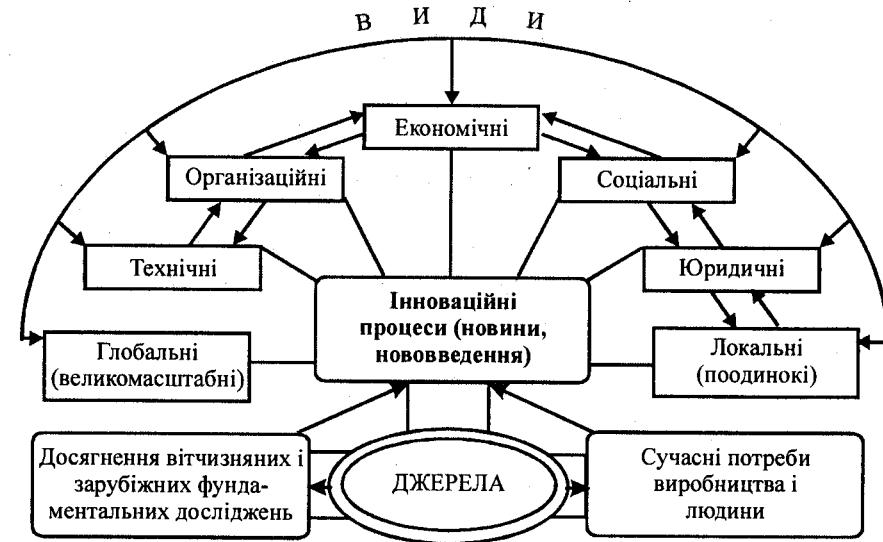 В И Д И
Економічні
Організаційні
Соціальні
Технічні
Юридичні
Інноваційні
процеси (новини,
нововведення)
Глобальні
(великомасштабні)
Локальні
(поодинокі)
Досягнення вітчизняних і
зарубіжних фунда-
ментальних досліджень
ДЖЕРЕЛА
Сучасні потреби
виробництва і
людини